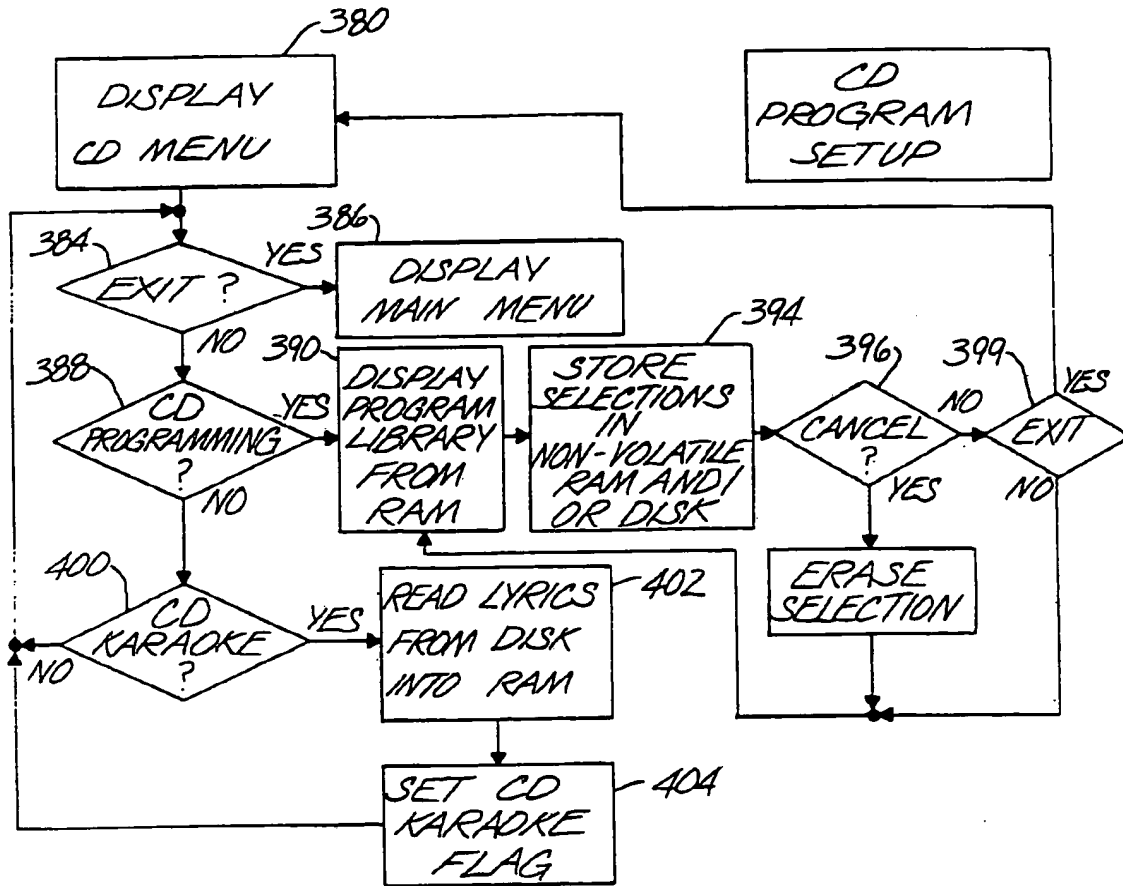 380
DISPLAY
CD MENU
CD
PROGRAM
SETUP
384
EXIT ?
YES
NO
386
DISPLAY
MAIN MENU
388
CD
PROGRAMMING
?
YES
NO
390
DISPLAY
PROGRAM
LIBRARY
FROM
RAM
394
STORE
SELECTIONS
IN
NON-VOLATILE
RAM AND/
OR DISK
396
CANCEL
?
NO
YES
399
EXIT
YES
NO
ERASE
SELECTION
400
CD
KARAOKE
?
YES
NO
402
READ LYRICS
FROM DISK
INTO RAM
404
SET CD
KARAOKE
FLAG